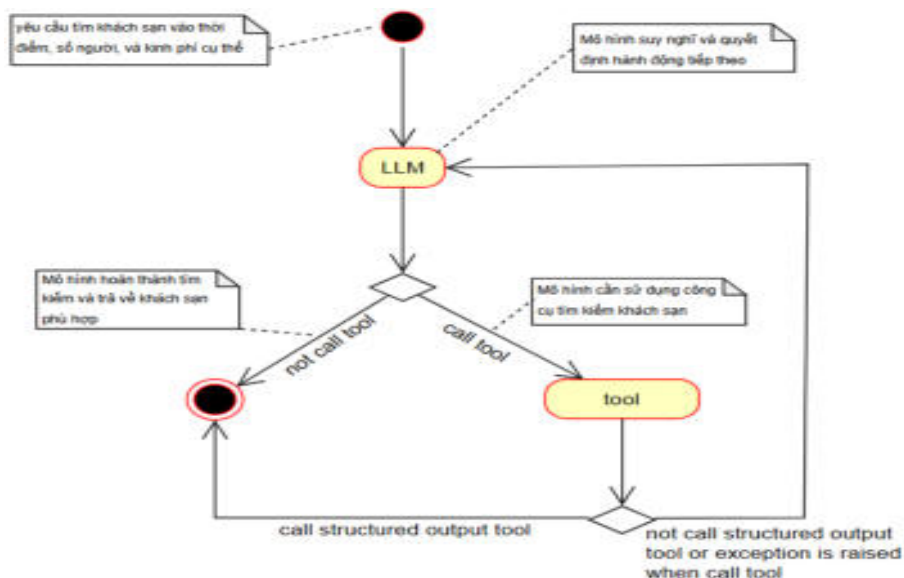 yêu cầu tìm khách sạn vào thời
điểm, số người, và kinh phí cụ thể
Mô hình suy nghĩ và quyết
định hành động tiếp theo
LLM
Mô hình hoàn thành tìm
kiếm và trả về khách sạn
phù hợp
Mô hình cần sử dụng công
cụ tìm kiếm khách sạn
not call tool
call tool
tool
call structured output tool
not call structured output
tool or exception is raised
when call tool